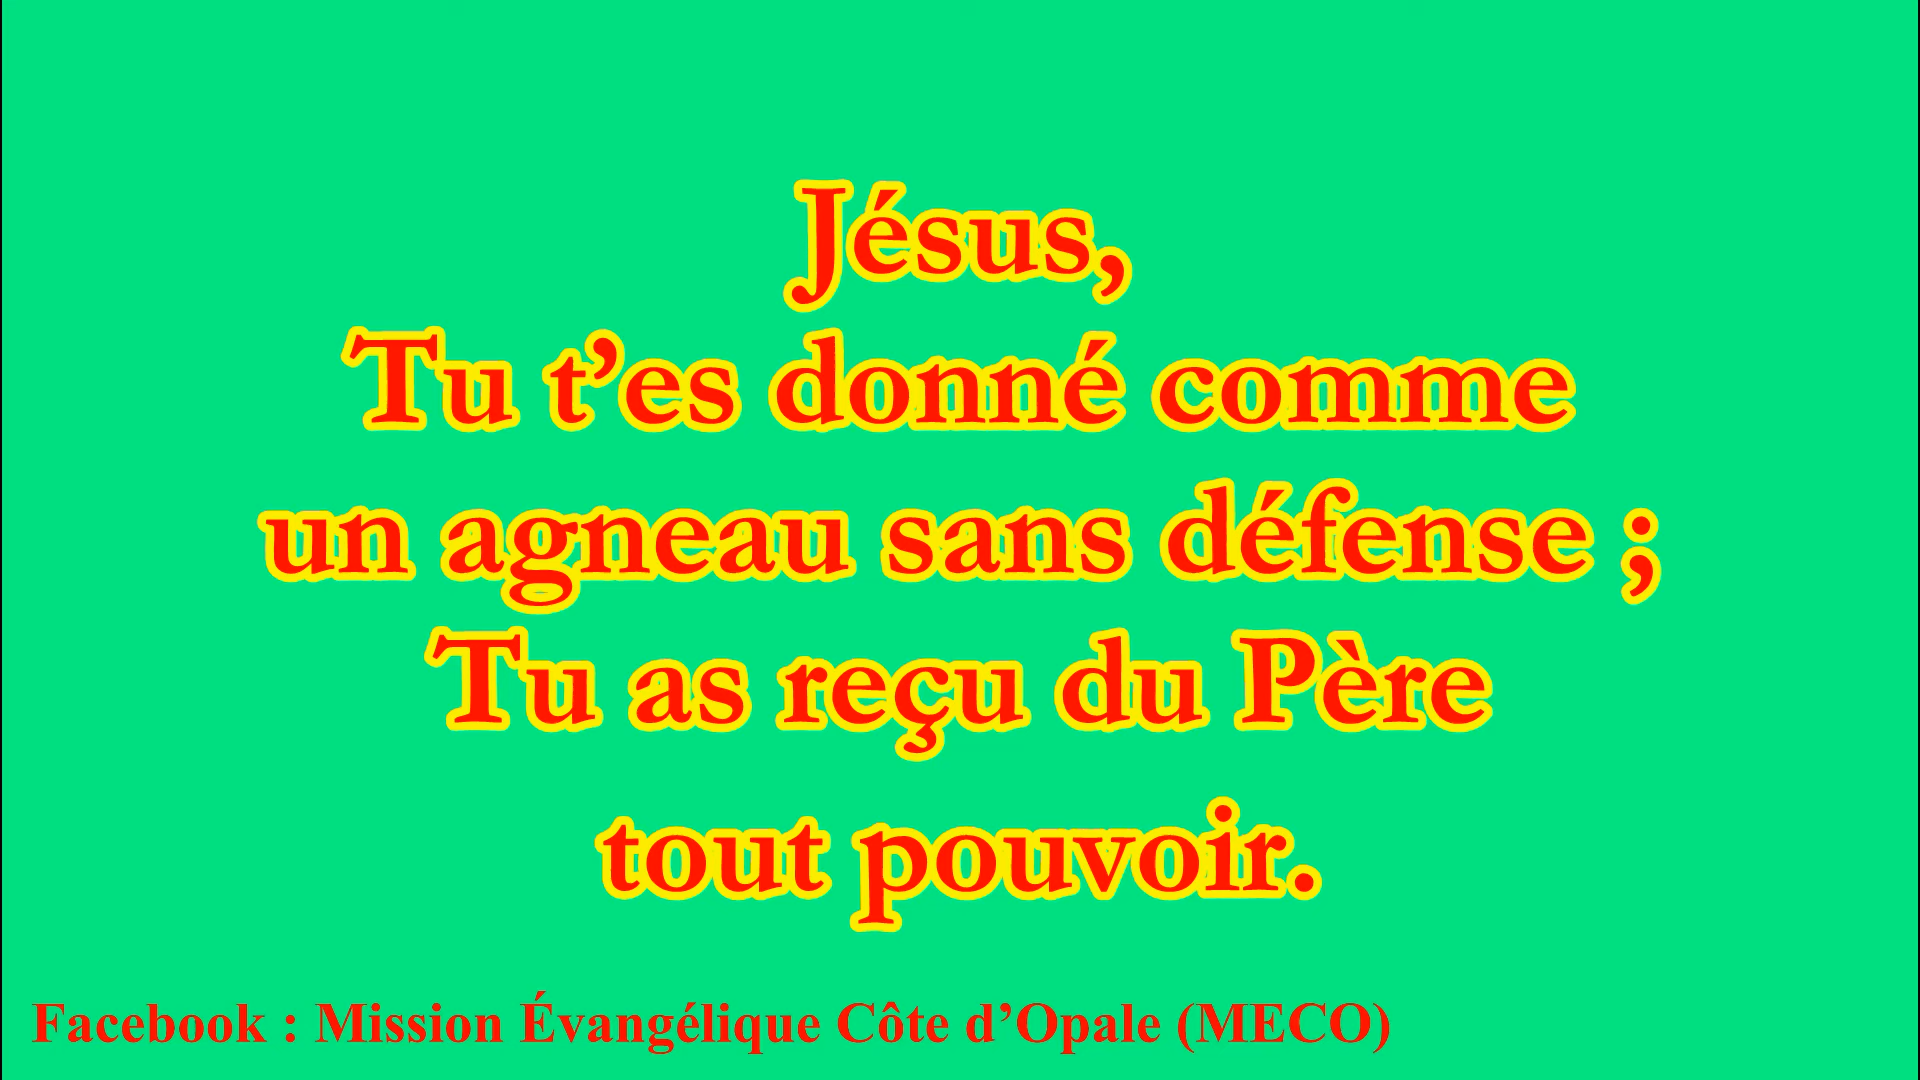 Jésus,
Tu t’es donné comme
un agneau sans défense ;
Tu as reçu du Père
tout pouvoir.
Facebook : Mission Évangélique Côte d’Opale (MECO)